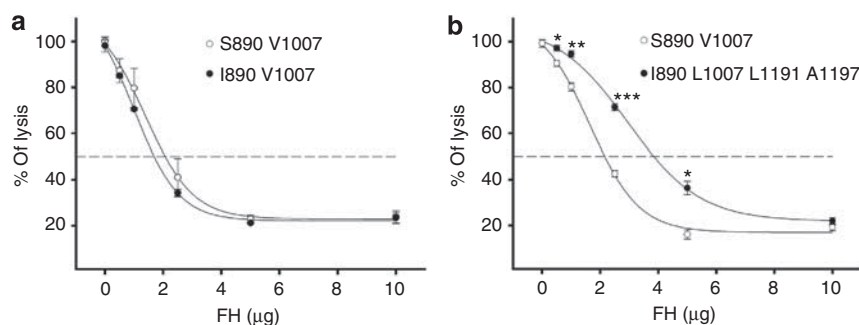 a
100
80
60
40
20
% Of lysis
S890 V1007
I890 V1007
0 2 4 6 8 10
FH (µg)
b
100
80
60
40
20
% Of lysis
S890 V1007
I890 L1007 L1191 A1197
*
**
***
*
0 2 4 6 8 10
FH (µg)